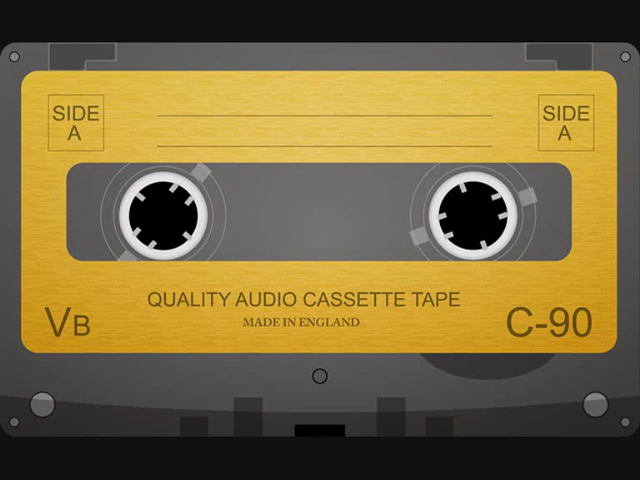 SIDE
A
SIDE
A
QUALITY AUDIO CASSETTE TAPE
MADE IN ENGLAND
VB
C-90